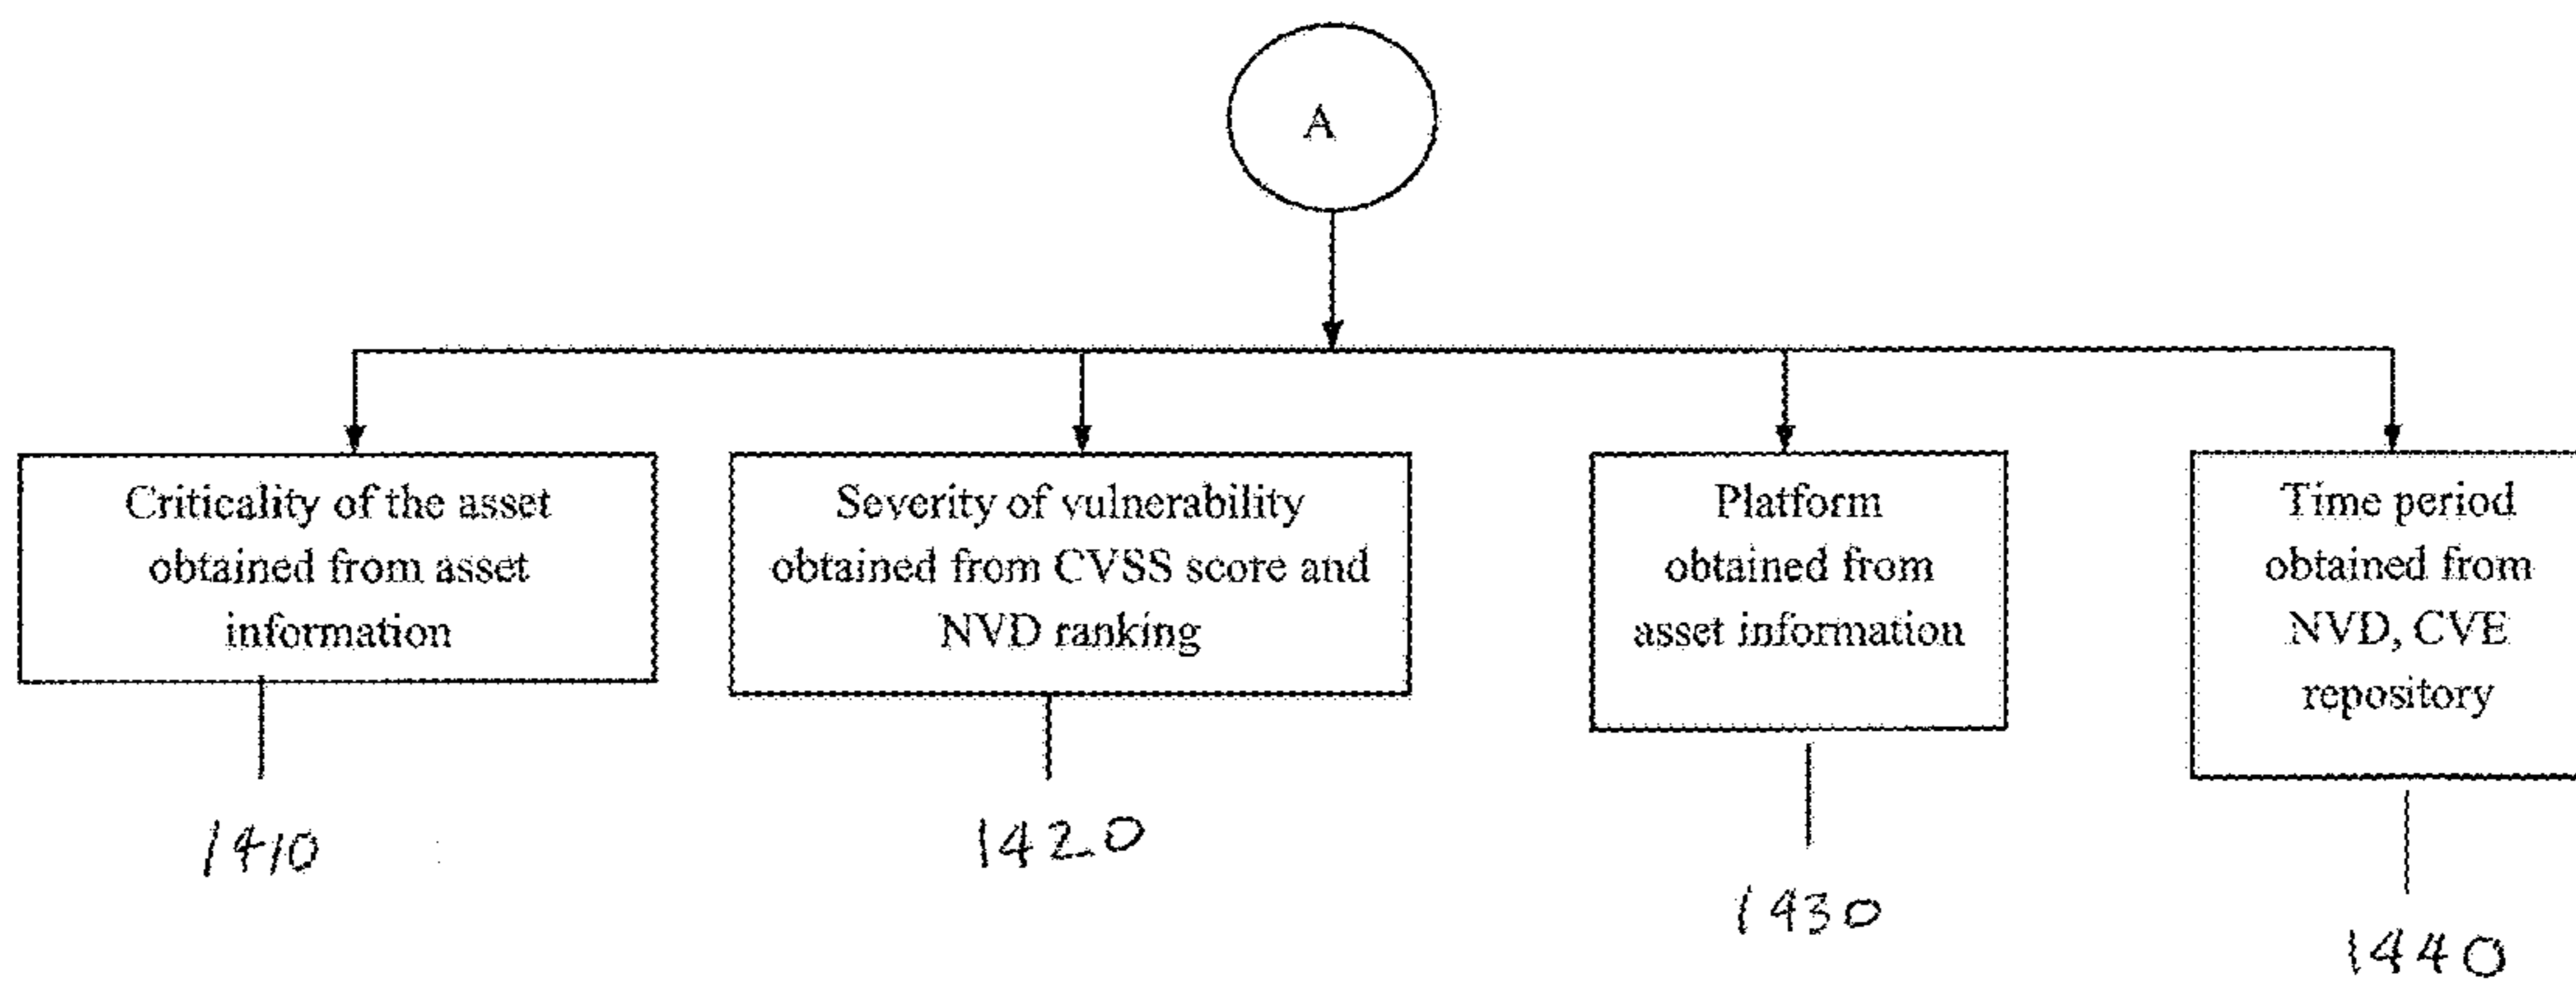 A
Criticality of the asset
obtained from asset
information
Severity of vulnerability
obtained from CVSS score and
NVD ranking
Platform
obtained from
asset information
Time period
obtained from
NVD, CVE
repository
1410
1420
1430
1440